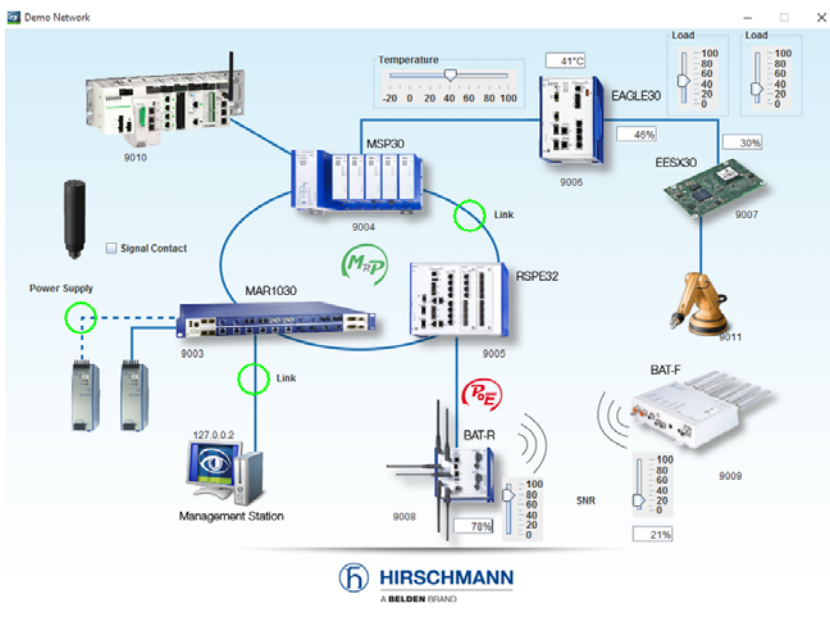 Demo Network
Load
Load
Temperature
-20 0 20 40 60 80 100
41°C
100
80
60
40
20
0
100
80
60
40
20
0
EAGLE30
46%
30%
9010
MSP30
9006
EESX30
9007
9004
Link
Signal Contact
MRP
RSPE32
Power Supply
MAR1030
9003
9005
9011
Link
PoE
BAT-F
127.0.0.2
BAT-R
9009
Management Station
9008
78%
100
80
60
40
20
0
SNR
100
80
60
40
20
0
21%
HIRSCHMANN
A BELDEN BRAND